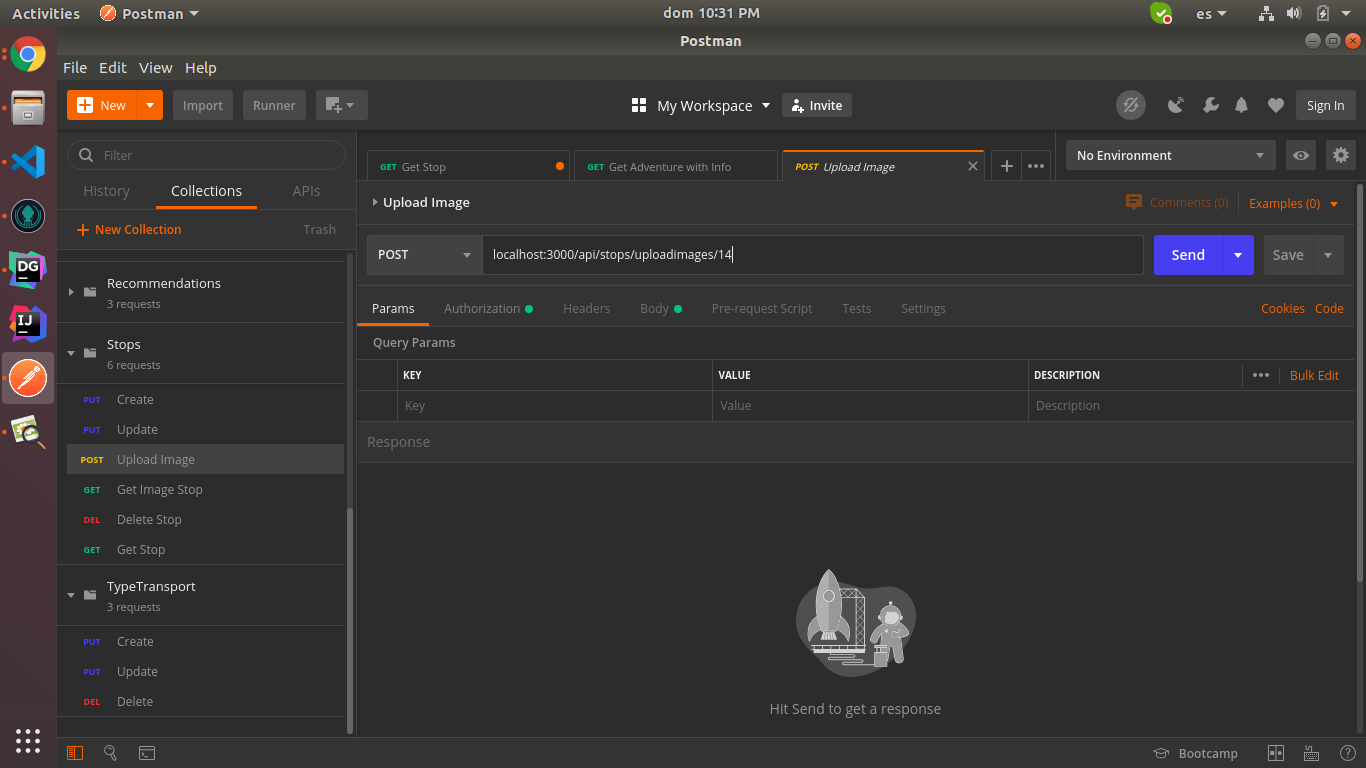 Activities Postman dom 10:31 PM es
Postman
File Edit View Help
New Import Runner My Workspace Invite Sign In
Filter
History Collections APIs
New Collection Trash
Recommendations
3 requests
Stops
6 requests
PUT Create
PUT Update
POST Upload Image
GET Get Image Stop
DEL Delete Stop
GET Get Stop
TypeTransport
3 requests
PUT Create
PUT Update
DEL Delete
GET Get Stop GET Get Adventure with Info POST Upload Image No Environment
Upload Image Comments (0) Examples (0)
POST localhost:3000/api/stops/uploadimages/14 Send Save
Params Authorization Headers Body Pre-request Script Tests Settings Cookies Code
Query Params
KEY VALUE DESCRIPTION Bulk Edit
Key Value Description
Response
Hit Send to get a response
Bootcamp
DG
IJ